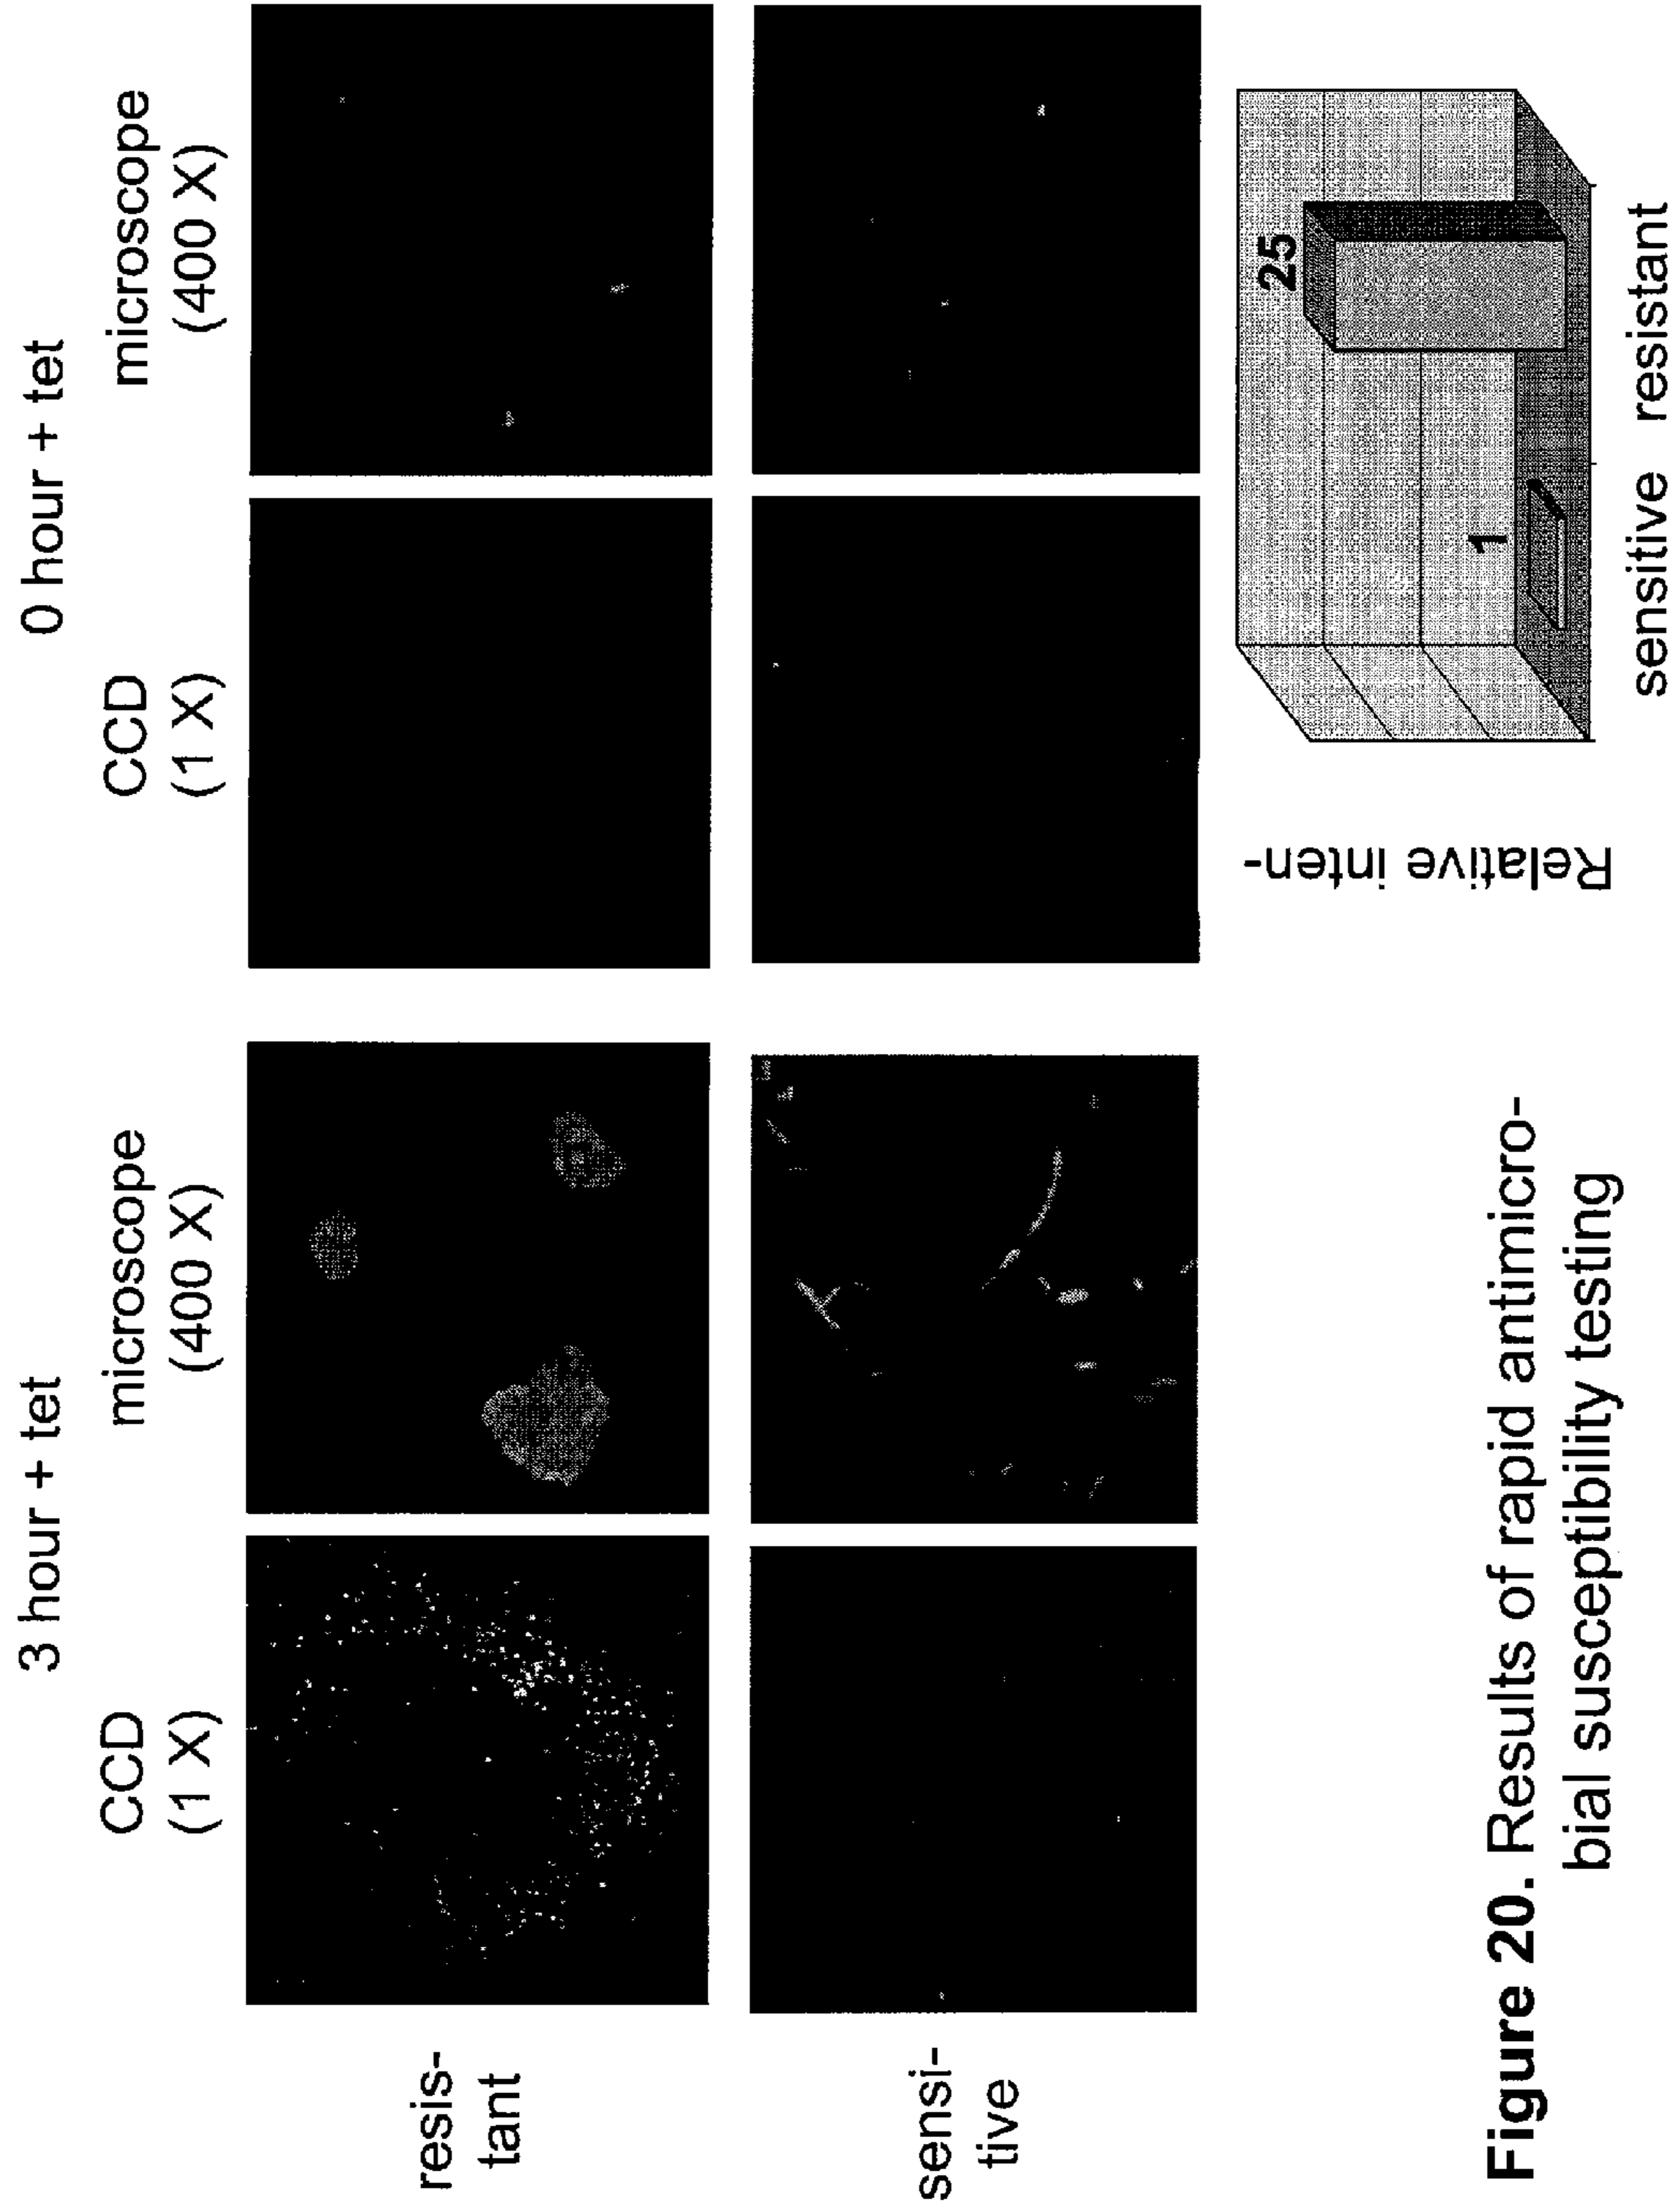 3 hour + tet
0 hour + tet
CCD
(1 X)
microscope
(400 X)
CCD
(1 X)
microscope
(400 X)
resis-
tant
sensi-
tive
Relative inten-
1
25
sensitive resistant
Figure 20. Results of rapid antimicro-
bial susceptibility testing